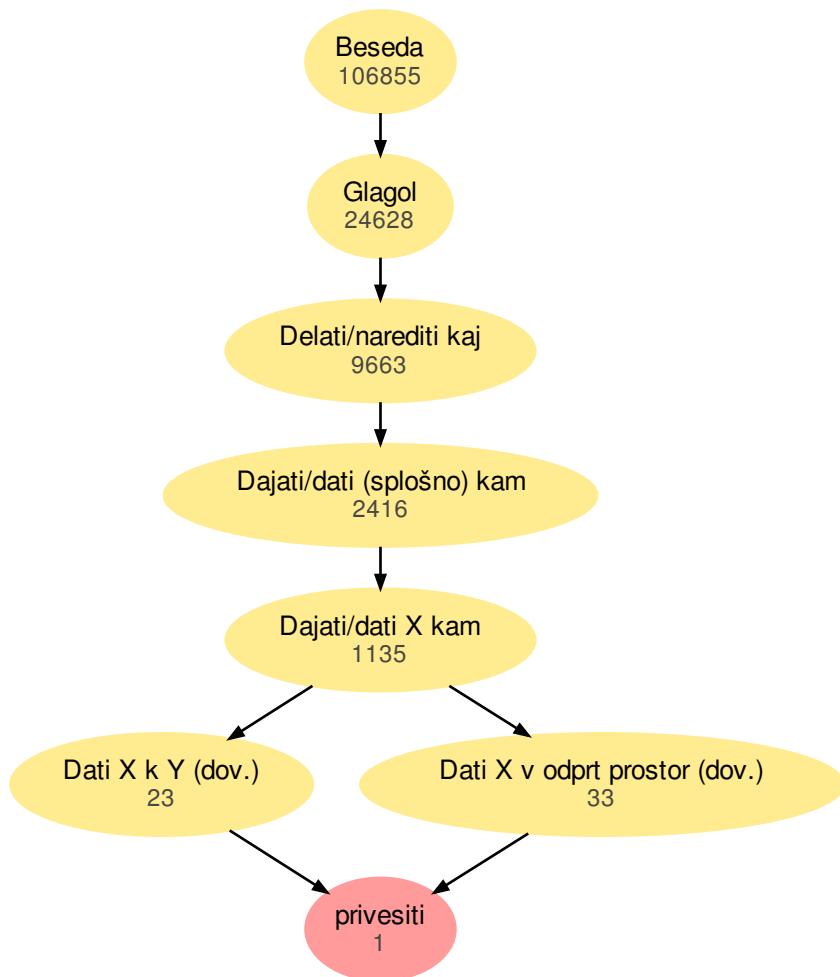 Beseda
106855
Glagol
24628
Delati/narediti kaj
9663
Dajati/dati (splošno) kam
2416
Dajati/dati X kam
1135
Dati X k Y (dov.)
23
Dati X v odprt prostor (dov.)
33
privesiti
1